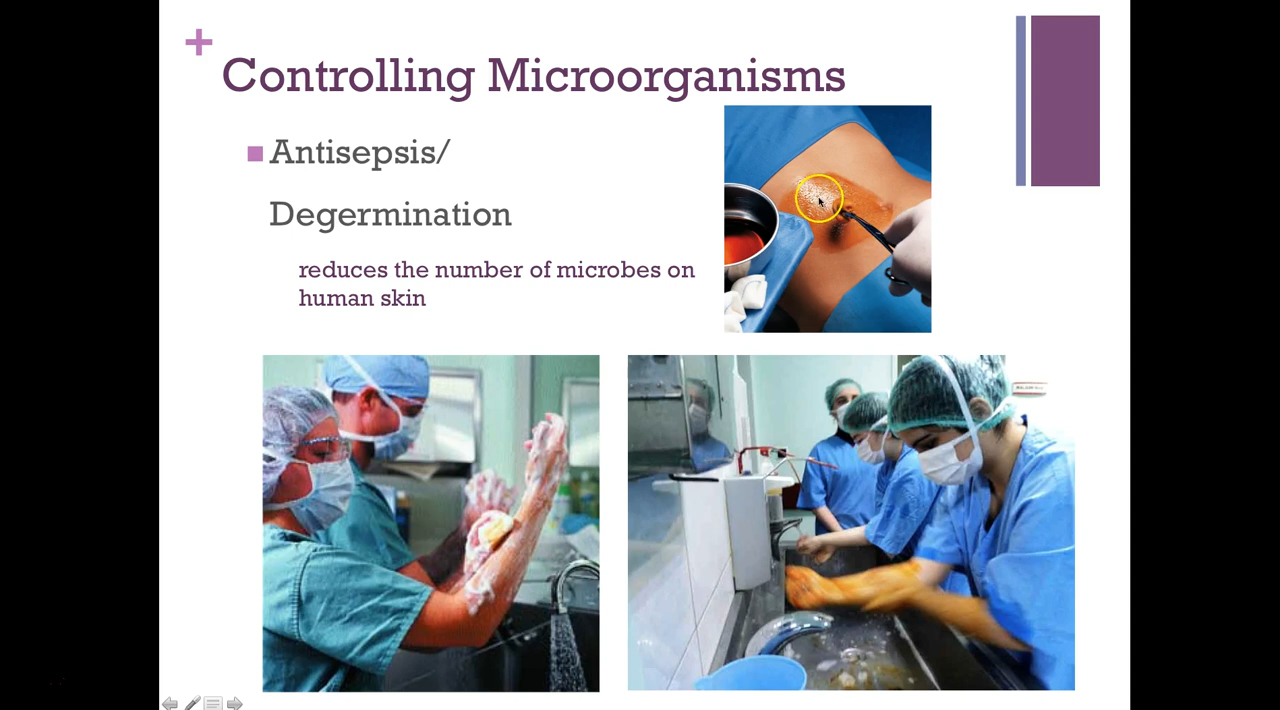 Controlling Microorganisms
Antisepsis/
Degermination
reduces the number of microbes on
human skin